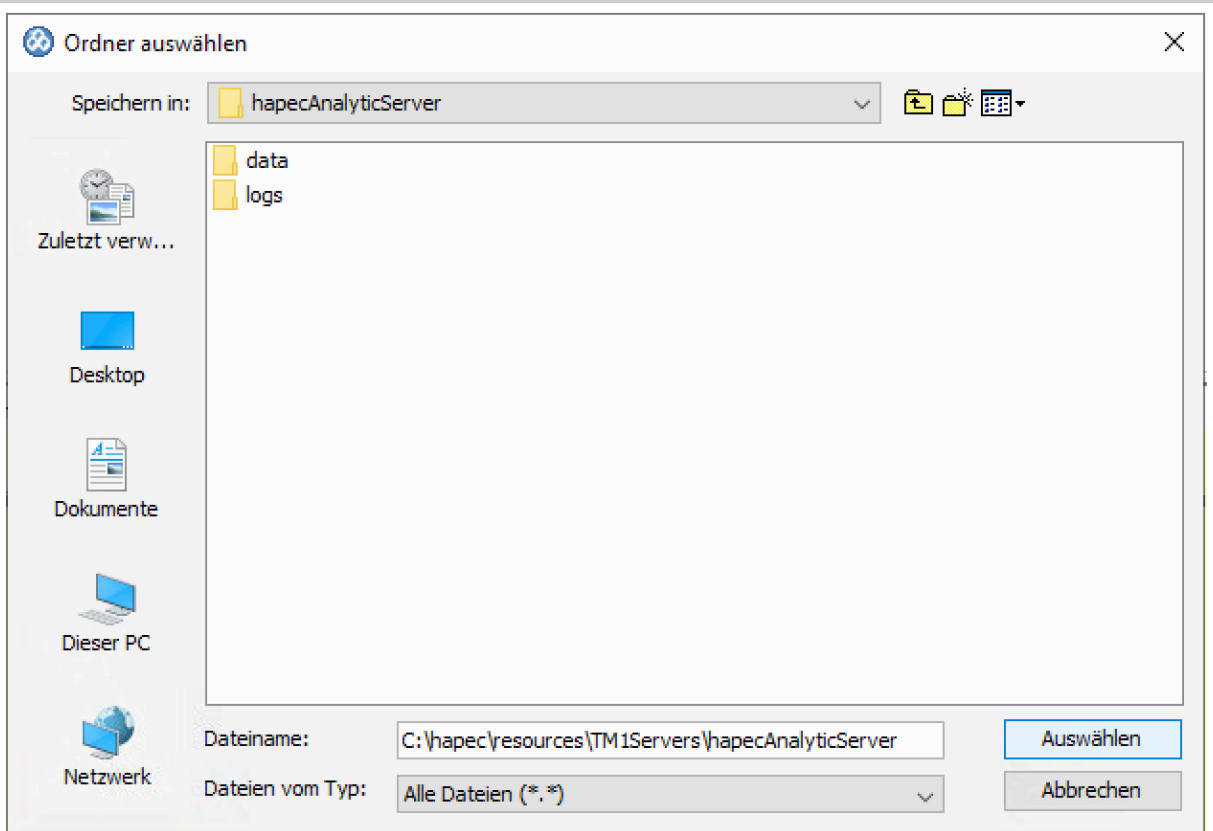 Ordner auswählen
Speichern in:
hapecAnalyticServer
data
logs
Zuletzt verw...
Desktop
Dokumente
Dieser PC
Netzwerk
Dateiname:
C:\hapec\resources\TM1Servers\hapecAnalyticServer
Auswählen
Dateien vom Typ:
Alle Dateien (*.*)
Abbrechen